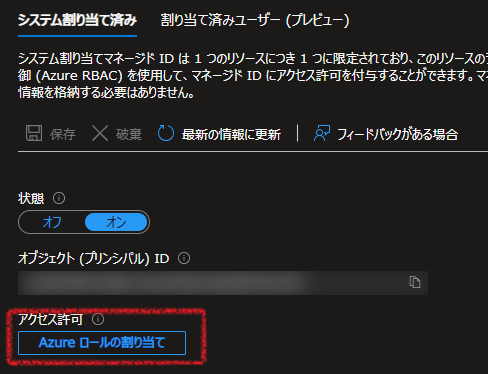 システム割り当て済み 割り当て済みユーザー (プレビュー)
システム割り当てマネージド ID は 1 つのリソースにつき 1 つに限定されており、このリソースの
御 (Azure RBAC) を使用して、マネージド ID にアクセス許可を付与することができます。マネ
情報を格納する必要はありません。
保存 破棄 最新の情報に更新 フィードバックがある場合
状態
オフ オン
オブジェクト (プリンシパル) ID
アクセス許可
Azure ロールの割り当て